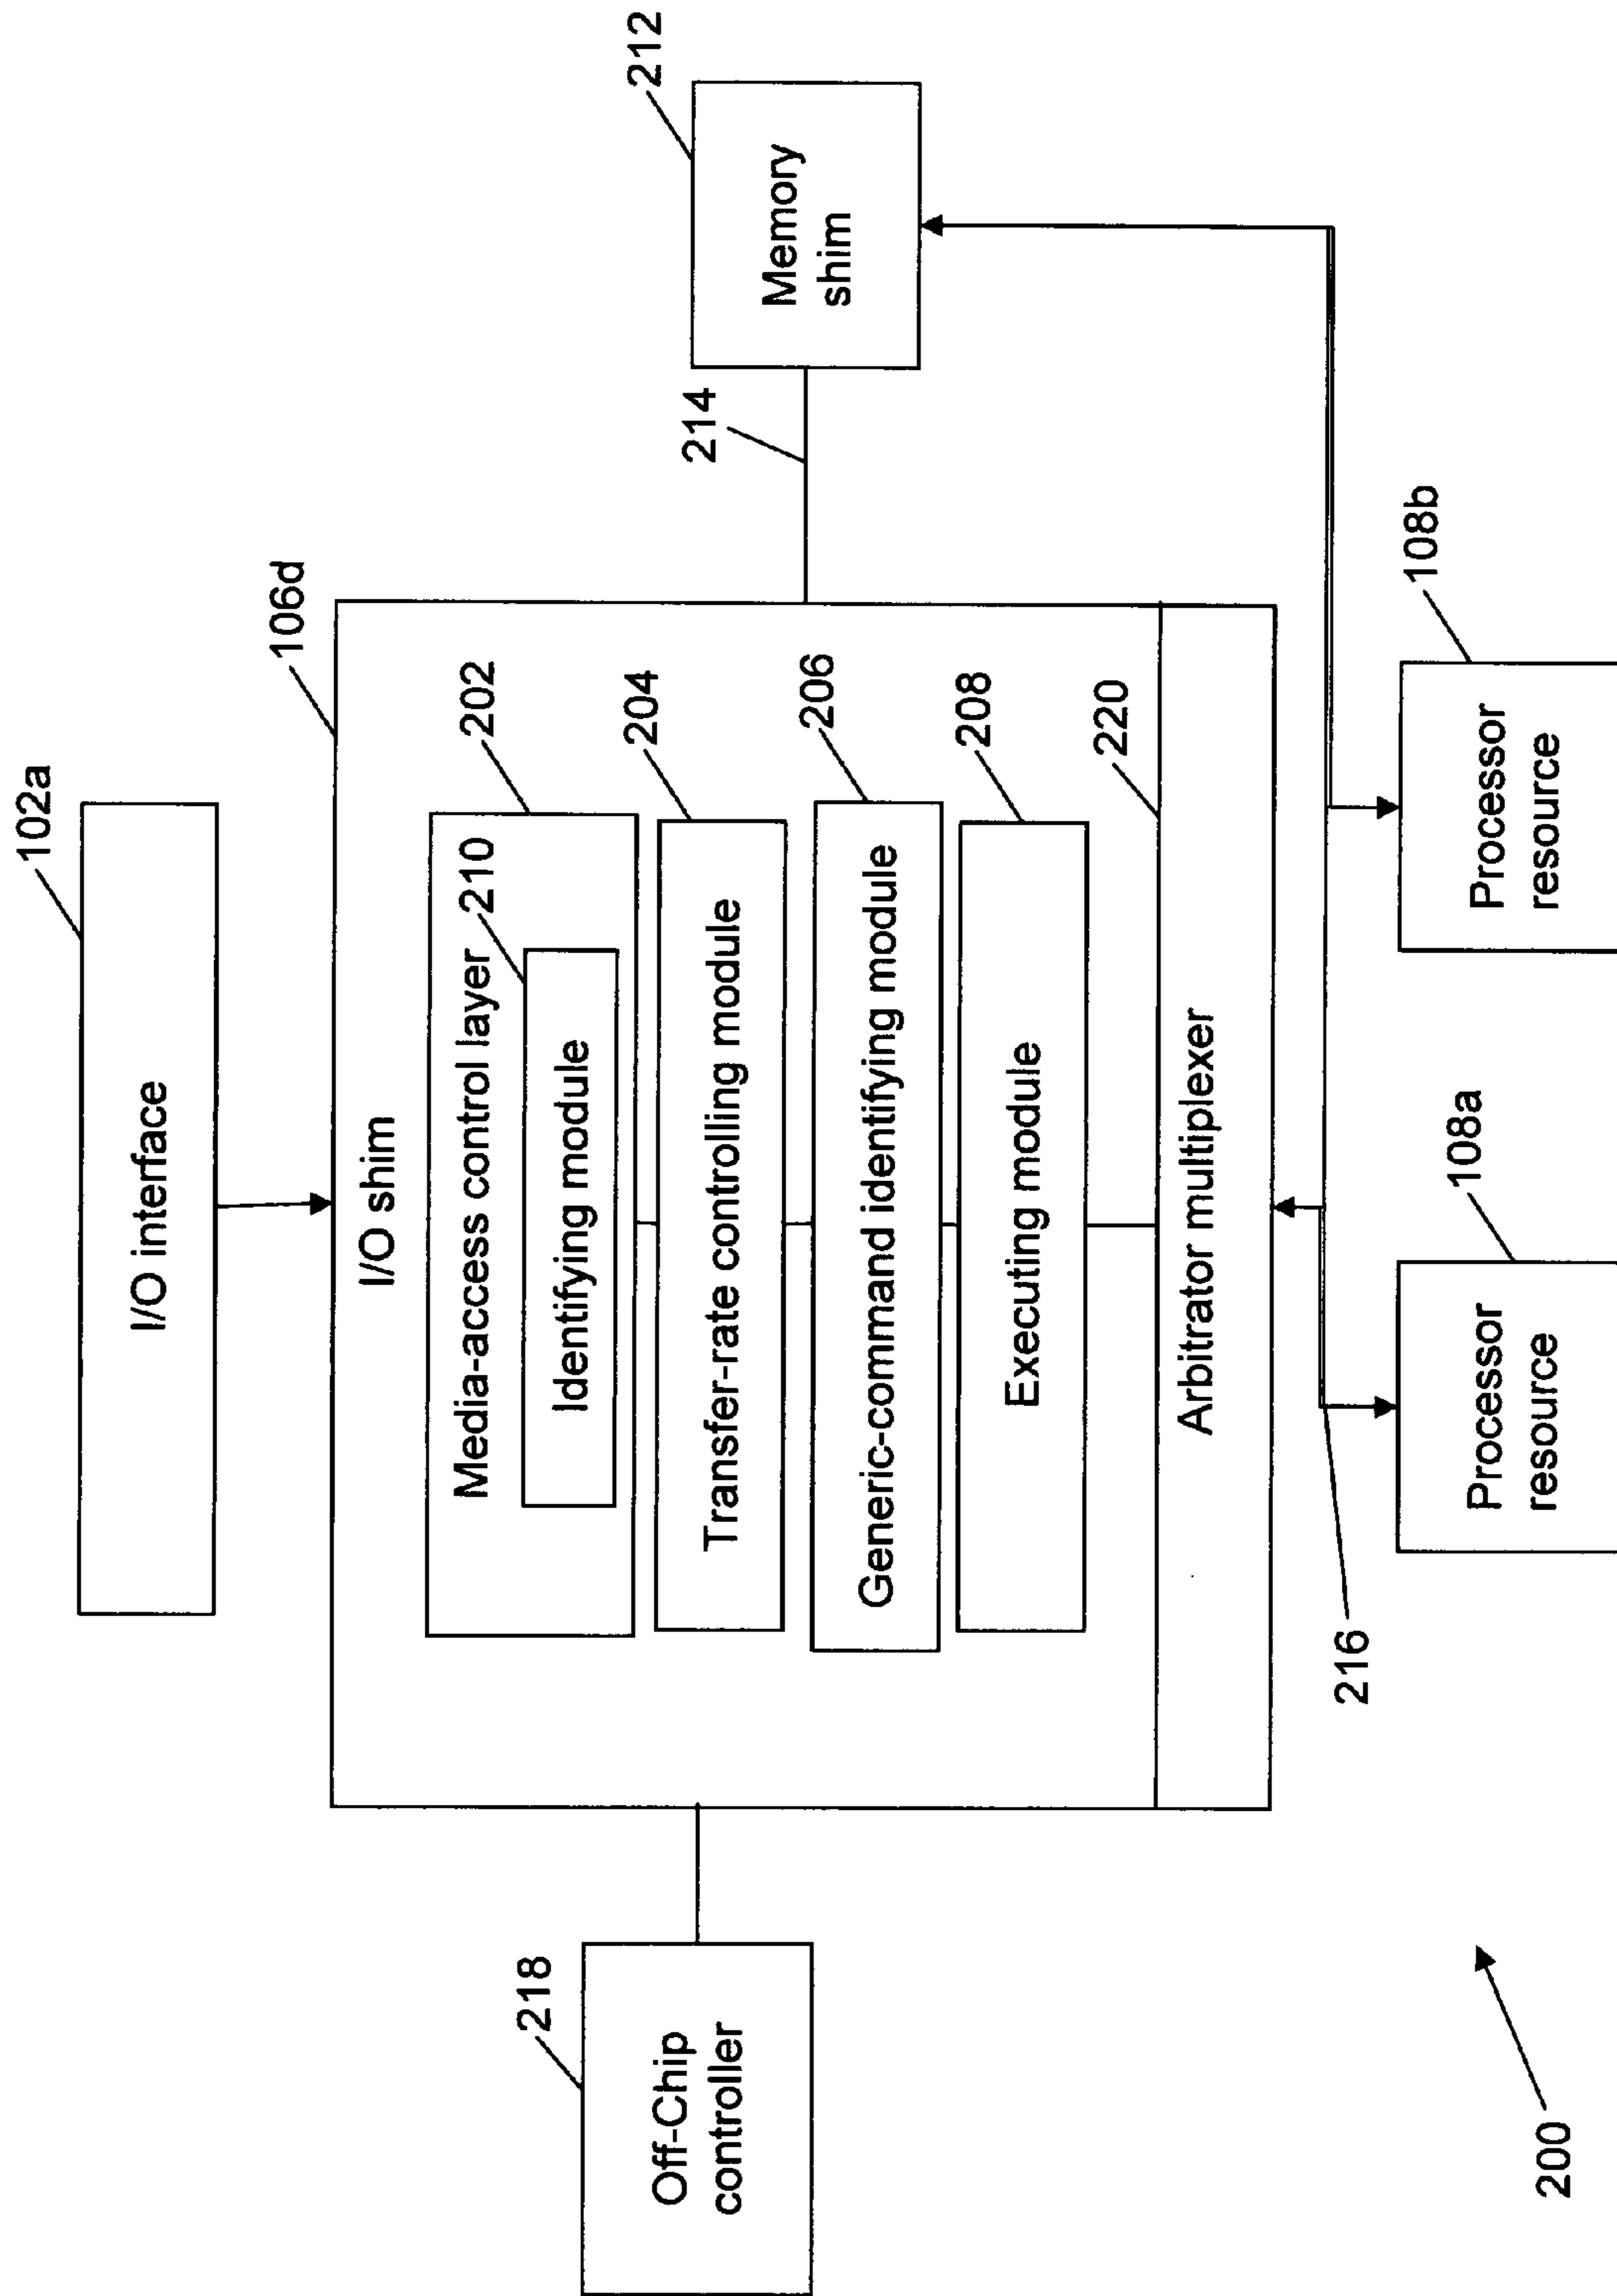 102a
I/O interface
106d
I/O shim
202
Media-access control layer
210
Identifying module
204
Transfer-rate controlling module
206
Generic-command identifying module
208
Executing module
220
Arbitrator multiplexer
218
Off-Chip
controller
214
212
Memory
shim
216
108a
Processor
resource
108b
Processor
resource
200